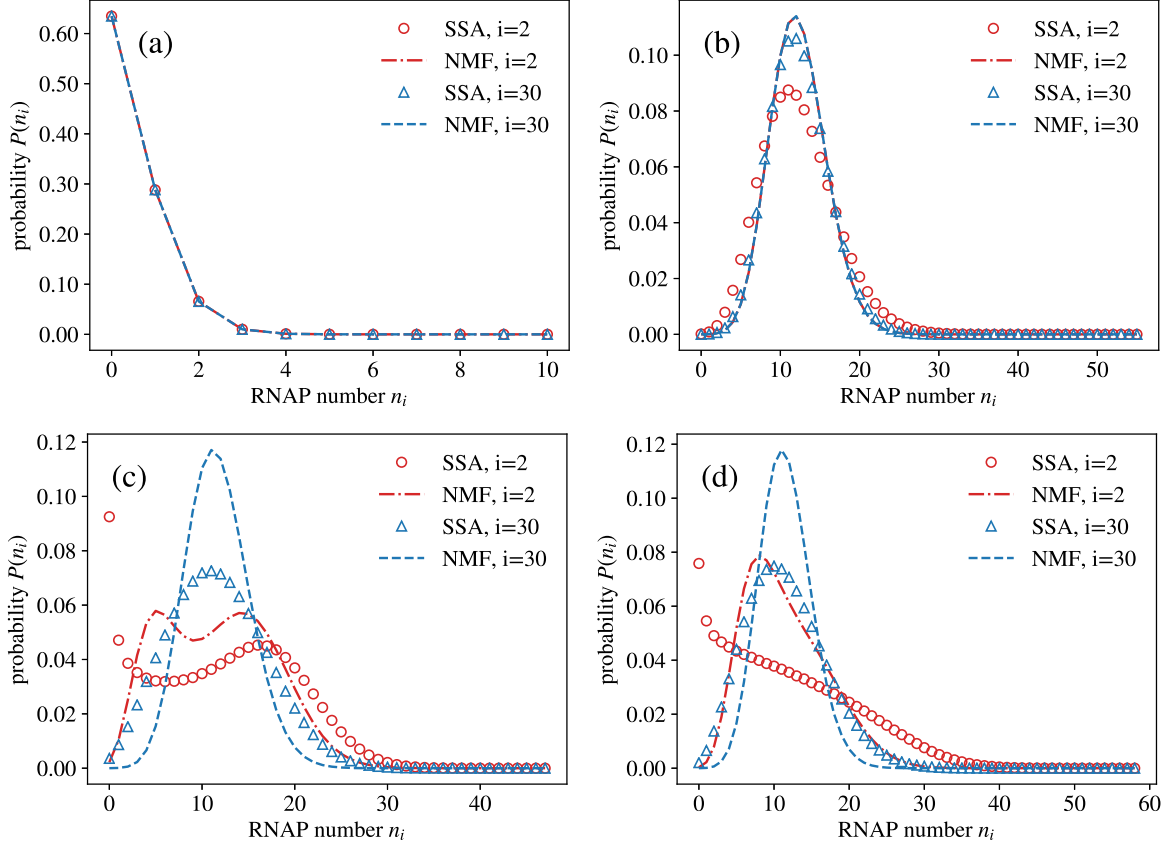 (a)
SSA, i=2
NMF, i=2
SSA, i=30
NMF, i=30
probability P(n_i)
0.60
0.50
0.40
0.30
0.20
0.10
0.00
0 2 4 6 8 10
RNAP number n_i
(b)
SSA, i=2
NMF, i=2
SSA, i=30
NMF, i=30
probability P(n_i)
0.10
0.08
0.06
0.04
0.02
0.00
0 10 20 30 40 50
RNAP number n_i
(c)
SSA, i=2
NMF, i=2
SSA, i=30
NMF, i=30
probability P(n_i)
0.12
0.10
0.08
0.06
0.04
0.02
0.00
0 10 20 30 40
RNAP number n_i
(d)
SSA, i=2
NMF, i=2
SSA, i=30
NMF, i=30
probability P(n_i)
0.12
0.10
0.08
0.06
0.04
0.02
0.00
0 10 20 30 40 50 60
RNAP number n_i